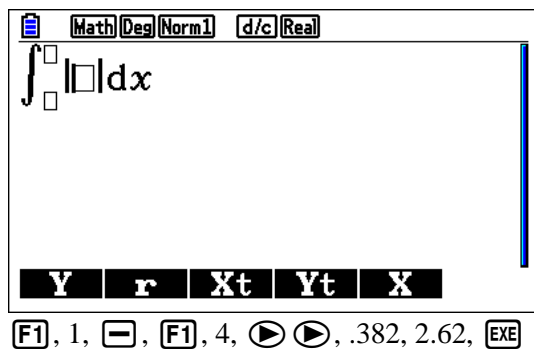 Math Deg Norm1 d/c Real
∫□□|□|dx
Y r Xt Yt X
F1, 1, −, F1, 4, ▶ ▶, .382, 2.62, EXE